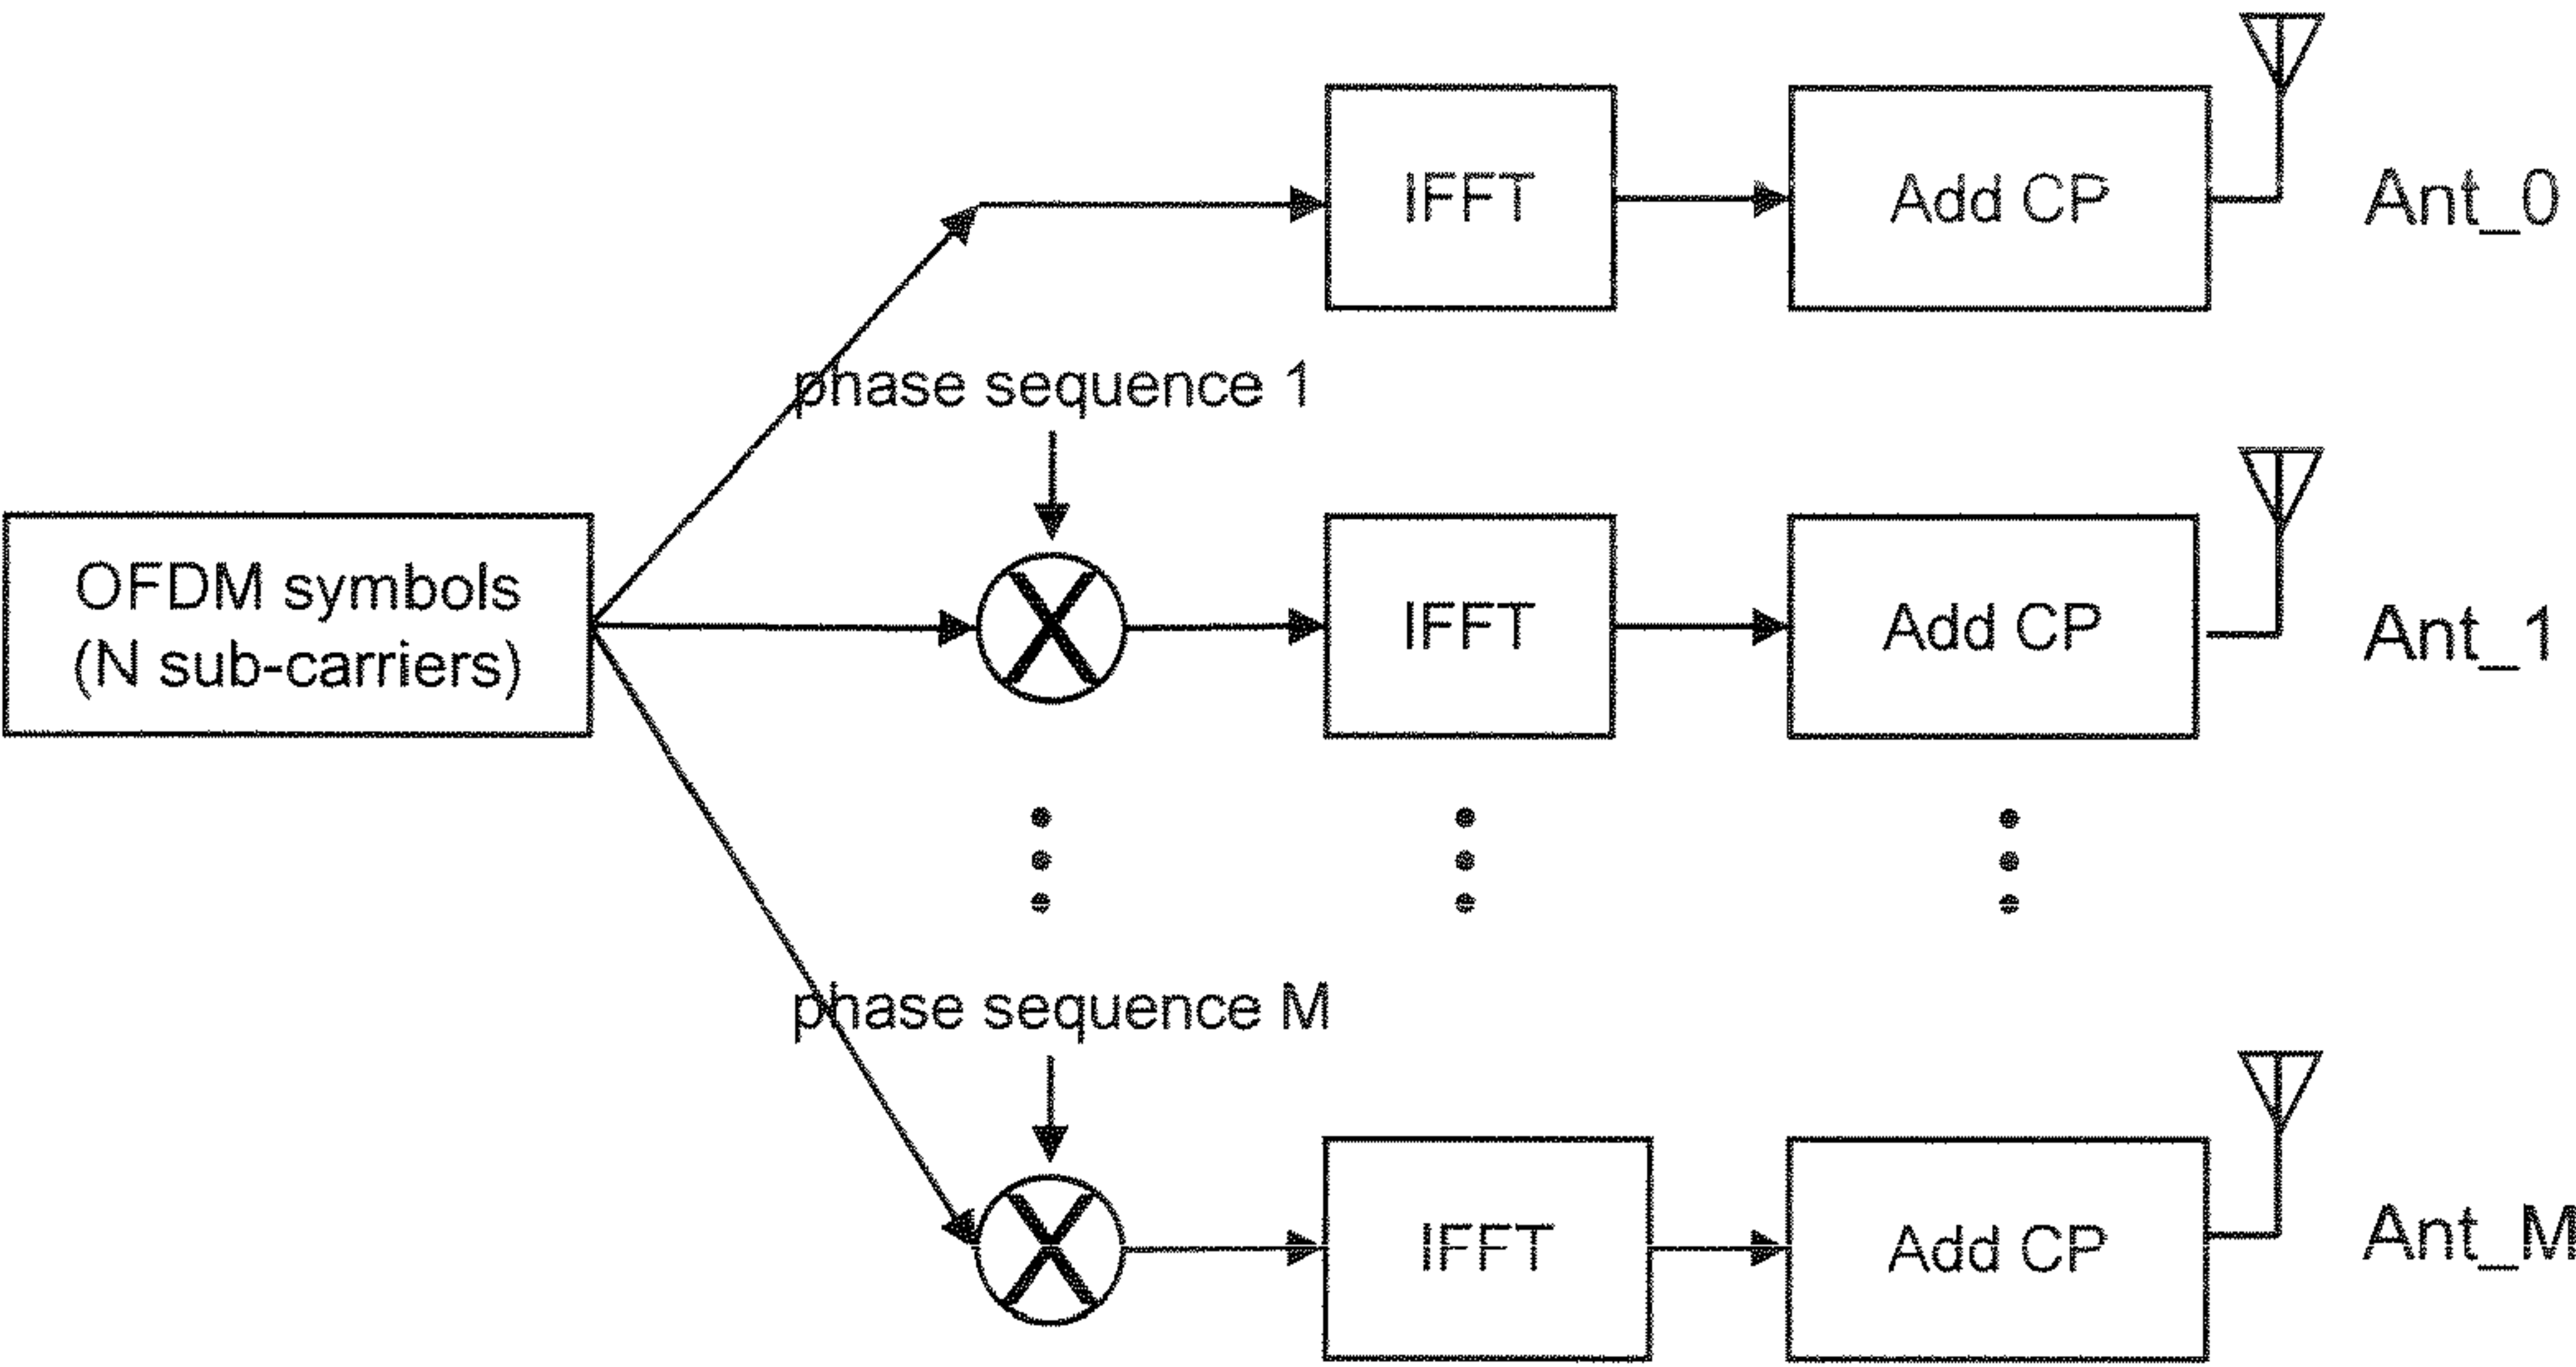 IFFT
Add CP
Ant_0
phase sequence 1
OFDM symbols
(N sub-carriers)
X
IFFT
Add CP
Ant_1
phase sequence M
X
IFFT
Add CP
Ant_M